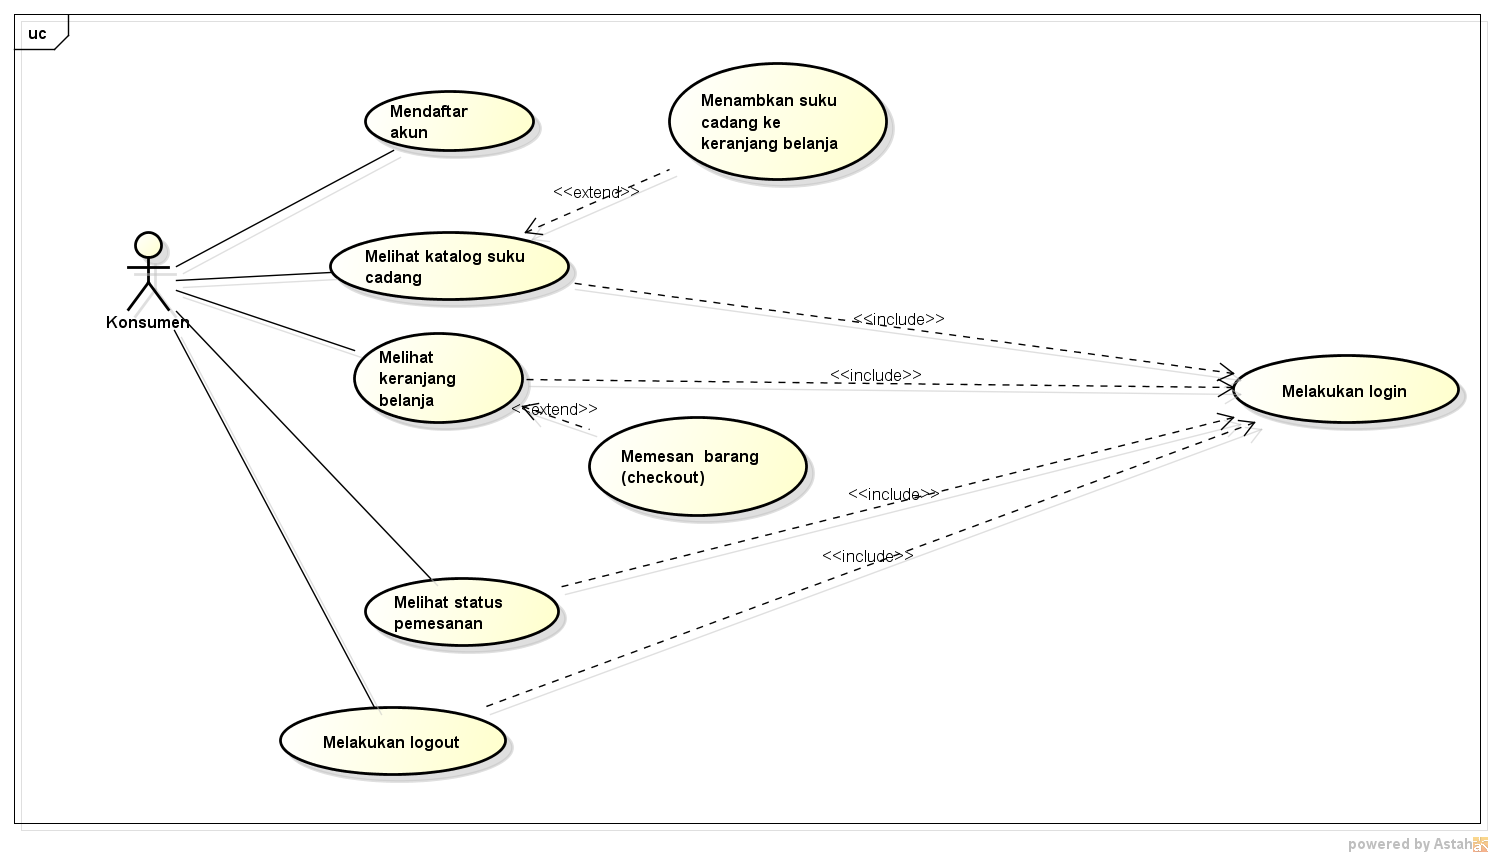 uc
Mendaftar
akun
Menambkan suku
cadang ke
keranjang belanja
<<extend>>
Melihat katalog suku
cadang
Konsumen
<<include>>
Melihat
keranjang
belanja
<<include>>
Melakukan login
<<extend>>
Memesan  barang
(checkout)
<<include>>
<<include>>
Melihat status
pemesanan
Melakukan logout
powered by Astah